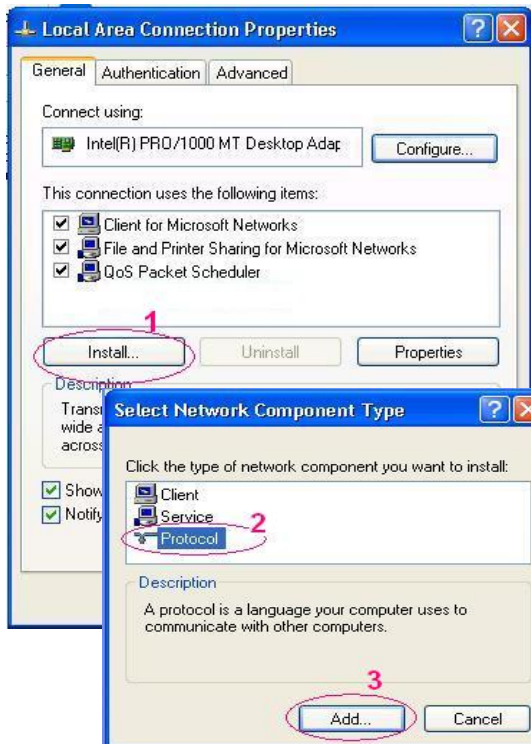 Local Area Connection Properties
General Authentication Advanced
Connect using:
Intel(R) PRO/1000 MT Desktop Adap
Configure...
This connection uses the following items:
Client for Microsoft Networks
File and Printer Sharing for Microsoft Networks
QoS Packet Scheduler
1
Install... Uninstall Properties
Description
wide
across
Show
Notify
Select Network Component Type
Click the type of network component you want to install:
Client
Service
2
Protocol
Description
A protocol is a language your computer uses to
communicate with other computers.
3
Add... Cancel